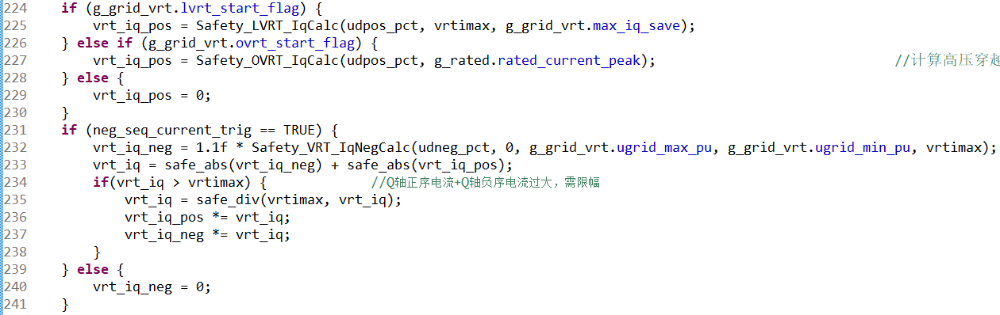 224 if (g_grid_vrt.lvrt_start_flag) {
225 vrt_iq_pos = Safety_LVRT_IqCalc(udpos_pct, vrtimax, g_grid_vrt.max_iq_save);
226 } else if (g_grid_vrt.ovrt_start_flag) {
227 vrt_iq_pos = Safety_OVRT_IqCalc(udpos_pct, g_rated.rated_current_peak); //计算高压穿越
228 } else {
229 vrt_iq_pos = 0;
230 }
231 if (neg_seq_current_trig == TRUE) {
232 vrt_iq_neg = 1.1f * Safety_VRT_IqNegCalc(udneg_pct, 0, g_grid_vrt.ugrid_max_pu, g_grid_vrt.ugrid_min_pu, vrtimax);
233 vrt_iq = safe_abs(vrt_iq_neg) + safe_abs(vrt_iq_pos);
234 if(vrt_iq > vrtimax) { //Q轴正序电流+Q轴负序电流过大，需限幅
235 vrt_iq = safe_div(vrtimax, vrt_iq);
236 vrt_iq_pos *= vrt_iq;
237 vrt_iq_neg *= vrt_iq;
238 }
239 } else {
240 vrt_iq_neg = 0;
241 }